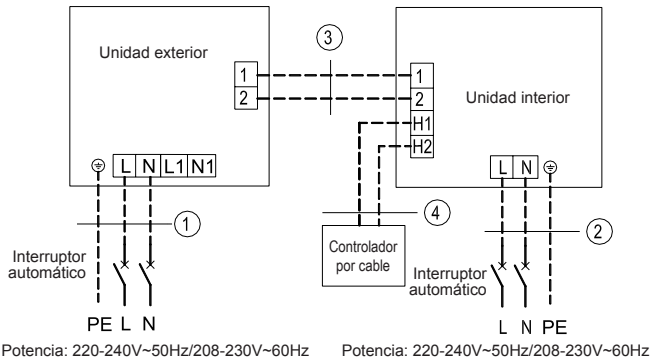 Unidad exterior
1
2
L N L1 N1
1
Interruptor
automático
PE L N
Potencia: 220-240V~50Hz/208-230V~60Hz
3
1
2
H1
H2
Unidad interior
L N
4
Controlador
por cable
2
Interruptor
automático
L N PE
Potencia: 220-240V~50Hz/208-230V~60Hz